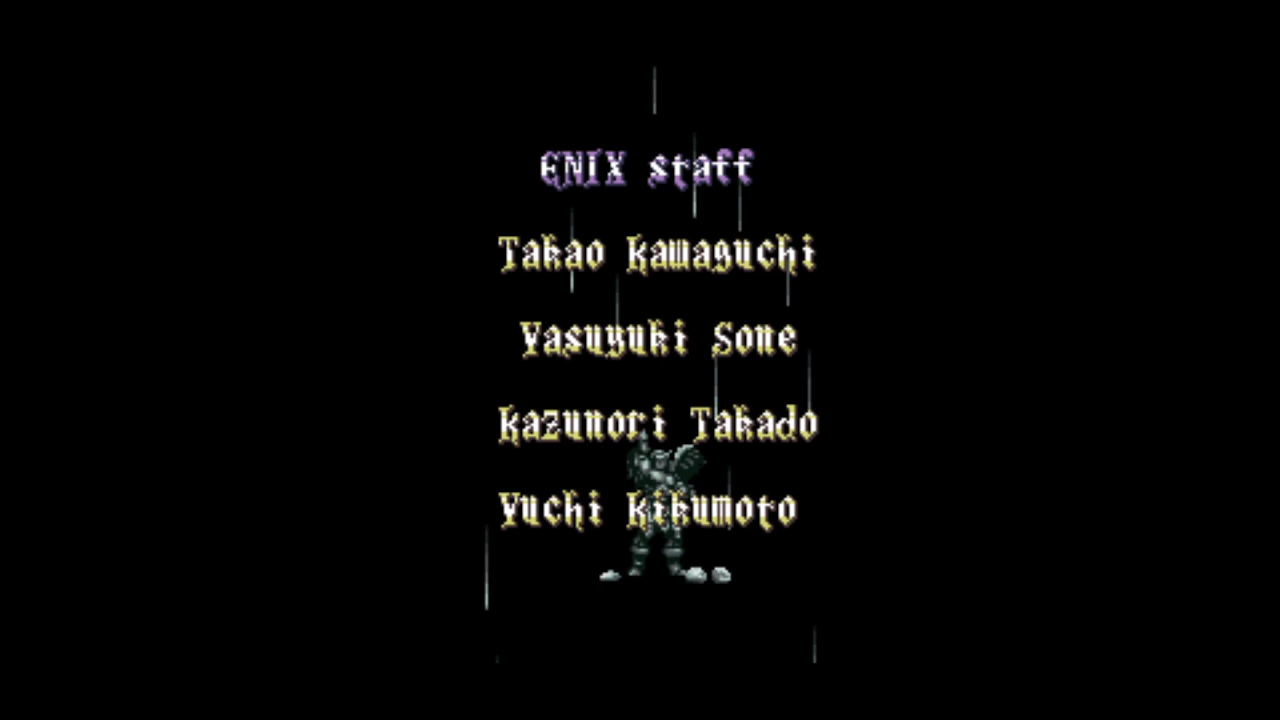 ENIX staff
Takao Kawaguchi
Yasuyuki Sone
Kazunori Takado
Yuchi Kikumoto